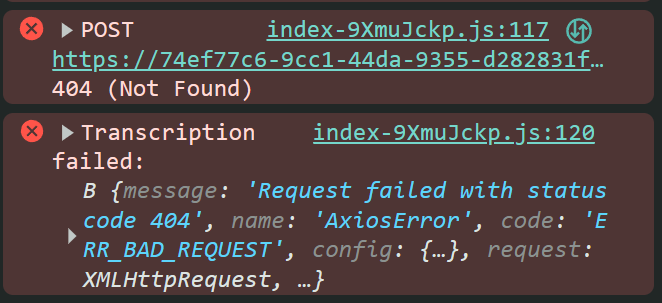 POST index-9XmuJckp.js:117
https://74ef77c6-9cc1-44da-9355-d282831f…
404 (Not Found)
Transcription index-9XmuJckp.js:120
failed:
B {message: 'Request failed with status
code 404', name: 'AxiosError', code: 'E
RR_BAD_REQUEST', config: {…}, request:
XMLHttpRequest, …}